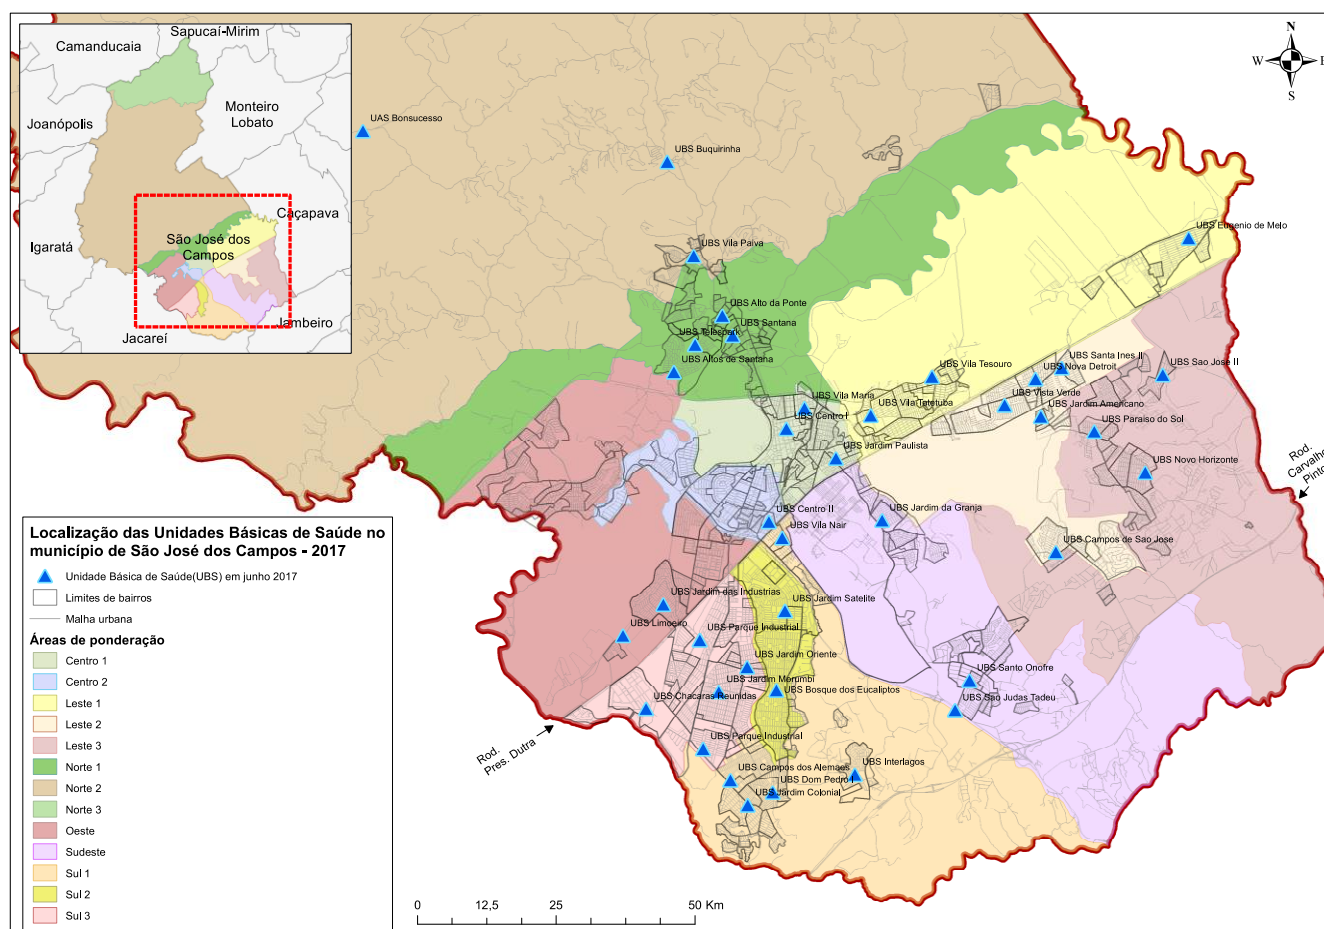 Sapucaí-Mirim
Camanducaia
Monteiro
Lobato
Joanópolis
Caçapava
São José dos
Campos
Igaratá
Jambeiro
Jacareí
N
W
E
S
UAS Bonsucesso
UBS Buquirinha
UBS Vila Paiva
UBS Eugenio de Melo
UBS Alto da Ponte
UBS Santana
UBS Telespark
UBS Altos de Santana
UBS Vila Tesouro
UBS Santa Ines II
UBS Nova Detroit
UBS Sao Jose II
UBS Vila Maria
UBS Vila Tatetuba
UBS Vista Verde
UBS Centro I
UBS Jardim Americano
UBS Paraiso do Sol
UBS Jardim Paulista
UBS Novo Horizonte
Rod.
Carvalho
Pinto
UBS Centro II
UBS Vila Nair
UBS Jardim da Granja
UBS Campos de Sao Jose
UBS Jardim das Industrias
UBS Jardim Satelite
UBS Limoeiro
UBS Parque Industrial
UBS Jardim Oriente
UBS Jardim Morumbi
UBS Santo Onofre
UBS Chacaras Reunidas
UBS Bosque dos Eucaliptos
UBS Sao Judas Tadeu
Rod.
Pres. Dutra
UBS Parque Industrial
UBS Campos dos Alemaes
UBS Interlagos
UBS Dom Pedro I
UBS Jardim Colonial
Localização das Unidades Básicas de Saúde no
município de São José dos Campos - 2017
Unidade Básica de Saúde(UBS) em junho 2017
Limites de bairros
Malha urbana
Áreas de ponderação
Centro 1
Centro 2
Leste 1
Leste 2
Leste 3
Norte 1
Norte 2
Norte 3
Oeste
Sudeste
Sul 1
Sul 2
Sul 3
0 12,5 25 50 Km